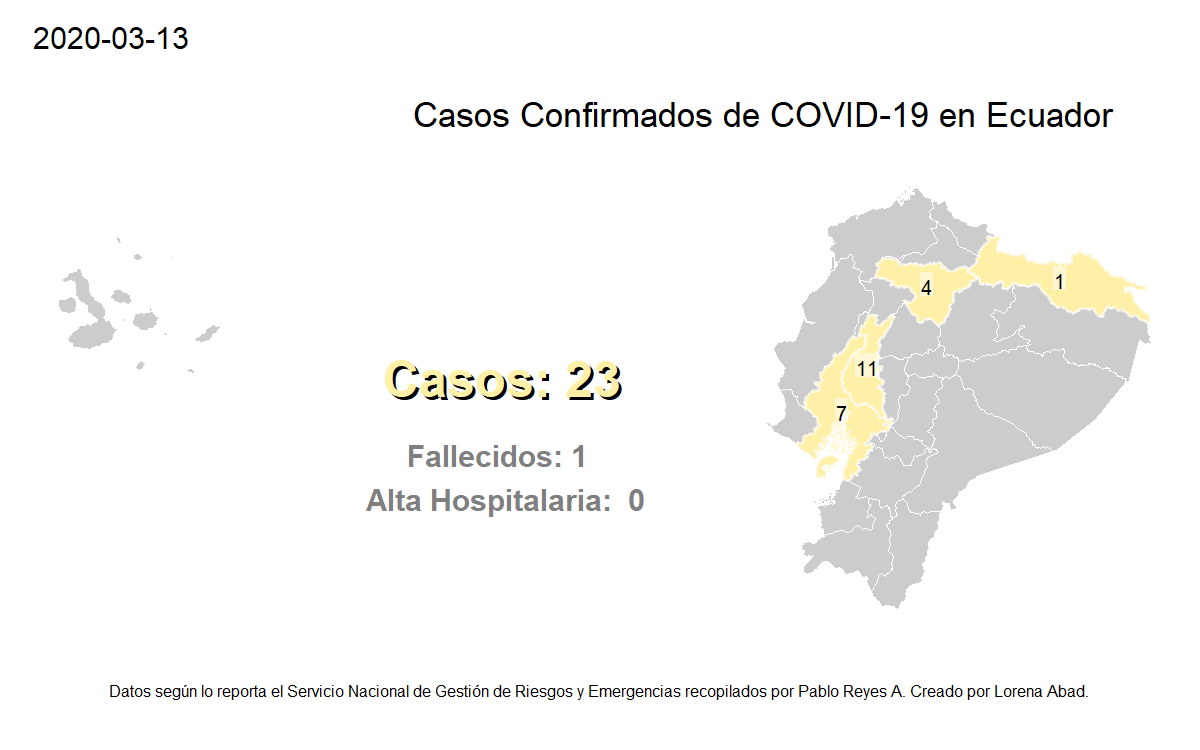 2020-03-13
Casos Confirmados de COVID-19 en Ecuador
4
1
11
7
Casos: 23
Fallecidos: 1
Alta Hospitalaria: 0
Datos según lo reporta el Servicio Nacional de Gestión de Riesgos y Emergencias recopilados por Pablo Reyes A. Creado por Lorena Abad.